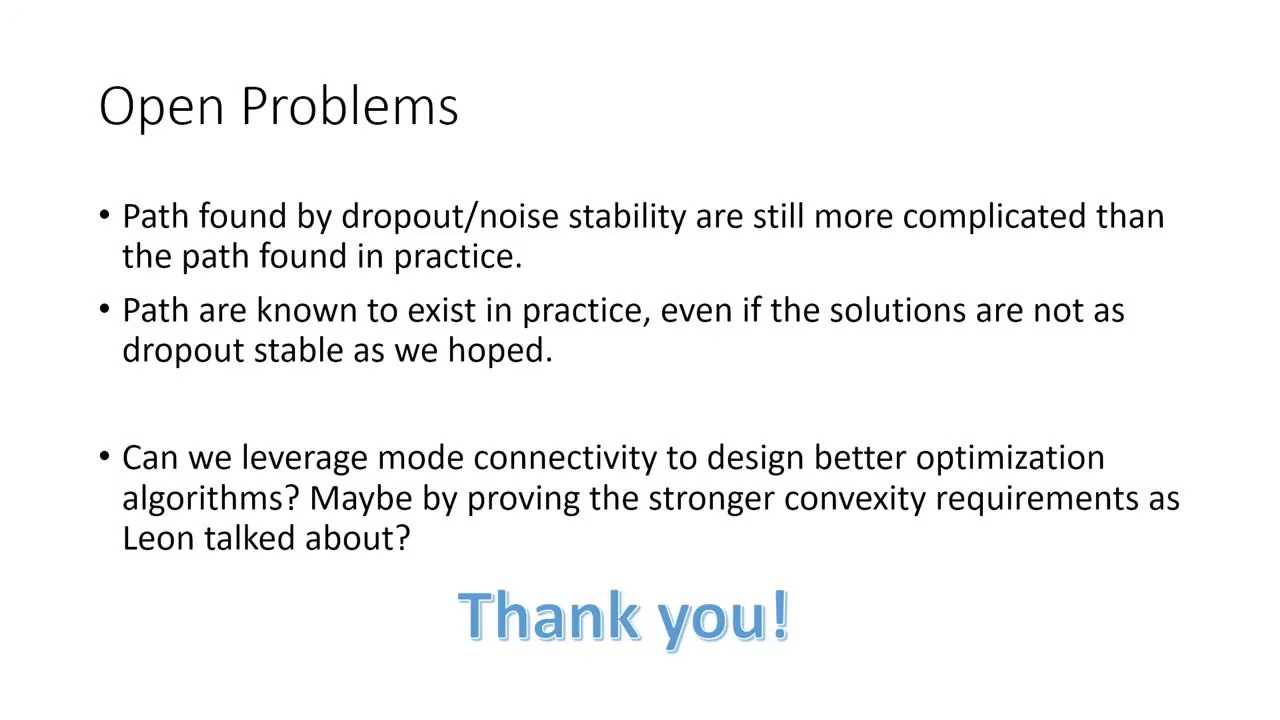 Open Problems
• Path found by dropout/noise stability are still more complicated than
the path found in practice.
• Path are known to exist in practice, even if the solutions are not as
dropout stable as we hoped.
• Can we leverage mode connectivity to design better optimization
algorithms? Maybe by proving the stronger convexity requirements as
Leon talked about?
Thank you!